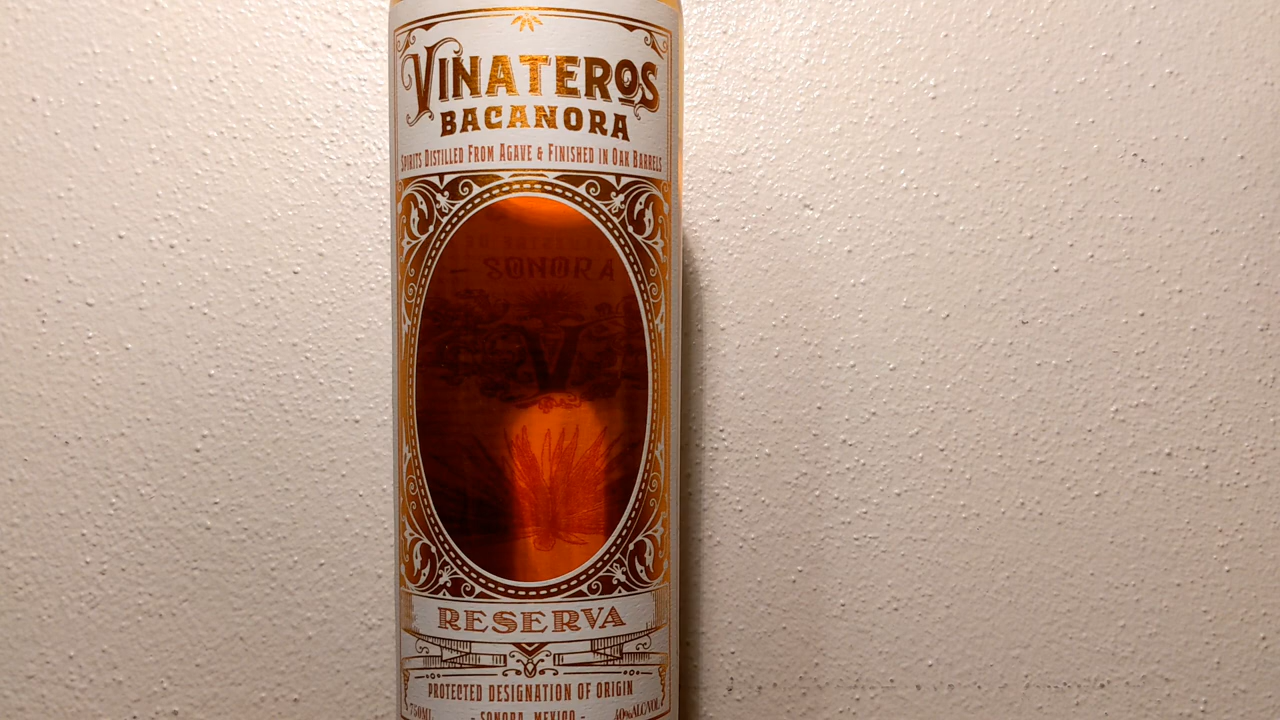 VINATEROS
BACANORA
SPIRITS DISTILLED FROM AGAVE & FINISHED IN OAK BARRELS
- SONORA
V
RESERVA
PROTECTED DESIGNATION OF ORIGIN
750ML - SONORA, MEXICO - 40% ALC/VOL